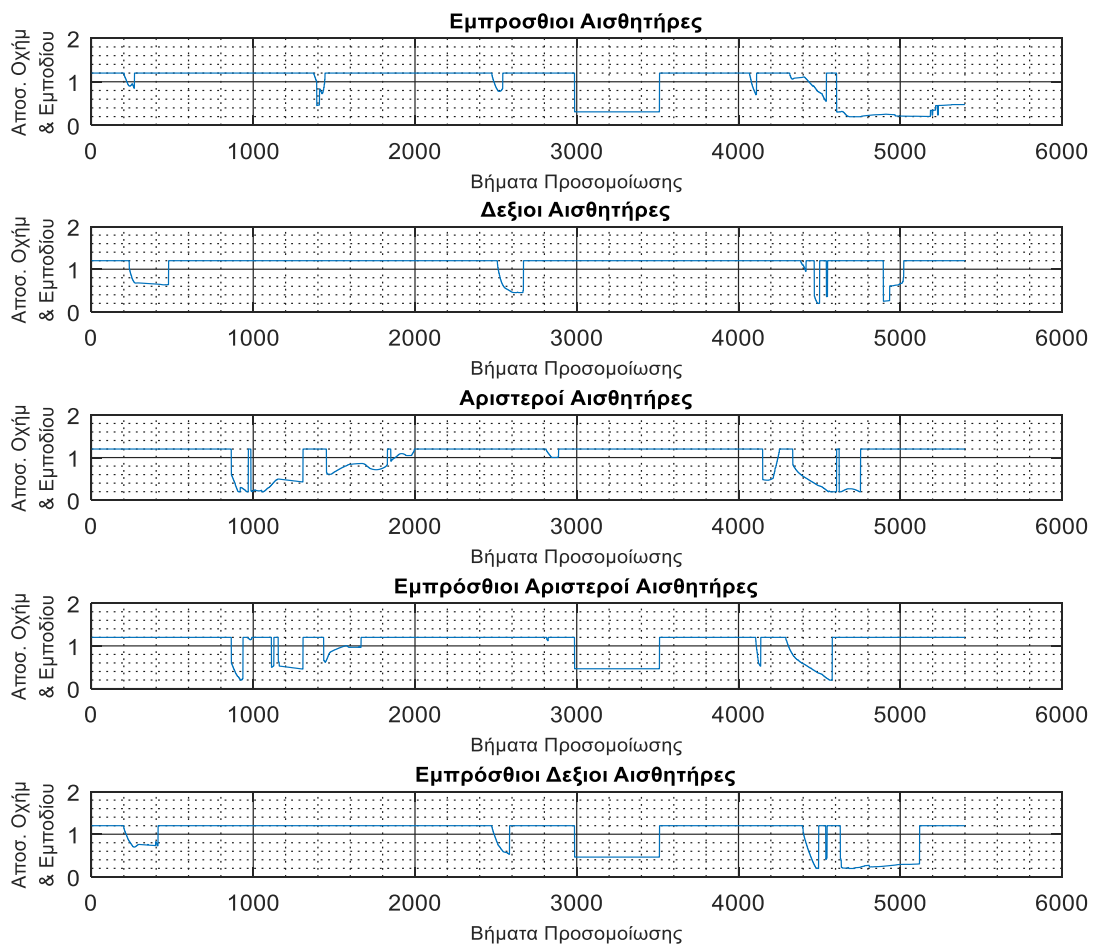 Εμπροσθιοι Αισθητήρες
Αποσ. Οχήμ
& Εμποδίου
2
1
0
0 1000 2000 3000 4000 5000 6000
Βήματα Προσομοίωσης
Δεξιοι Αισθητήρες
Αποσ. Οχήμ
& Εμποδίου
2
1
0
0 1000 2000 3000 4000 5000 6000
Βήματα Προσομοίωσης
Αριστεροί Αισθητήρες
Αποσ. Οχήμ
& Εμποδίου
2
1
0
0 1000 2000 3000 4000 5000 6000
Βήματα Προσομοίωσης
Εμπρόσθιοι Αριστεροί Αισθητήρες
Αποσ. Οχήμ
& Εμποδίου
2
1
0
0 1000 2000 3000 4000 5000 6000
Βήματα Προσομοίωσης
Εμπρόσθιοι Δεξιοι Αισθητήρες
Αποσ. Οχήμ
& Εμποδίου
2
1
0
0 1000 2000 3000 4000 5000 6000
Βήματα Προσομοίωσης